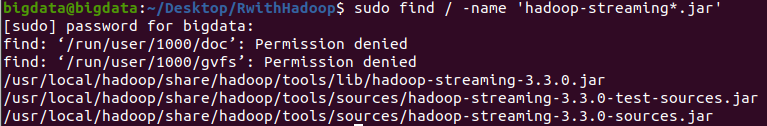 bigdata@bigdata:~/Desktop/RwithHadoop$ sudo find / -name 'hadoop-streaming*.jar'
[sudo] password for bigdata:
find: ‘/run/user/1000/doc’: Permission denied
find: ‘/run/user/1000/gvfs’: Permission denied
/usr/local/hadoop/share/hadoop/tools/lib/hadoop-streaming-3.3.0.jar
/usr/local/hadoop/share/hadoop/tools/sources/hadoop-streaming-3.3.0-test-sources.jar
/usr/local/hadoop/share/hadoop/tools/sources/hadoop-streaming-3.3.0-sources.jar